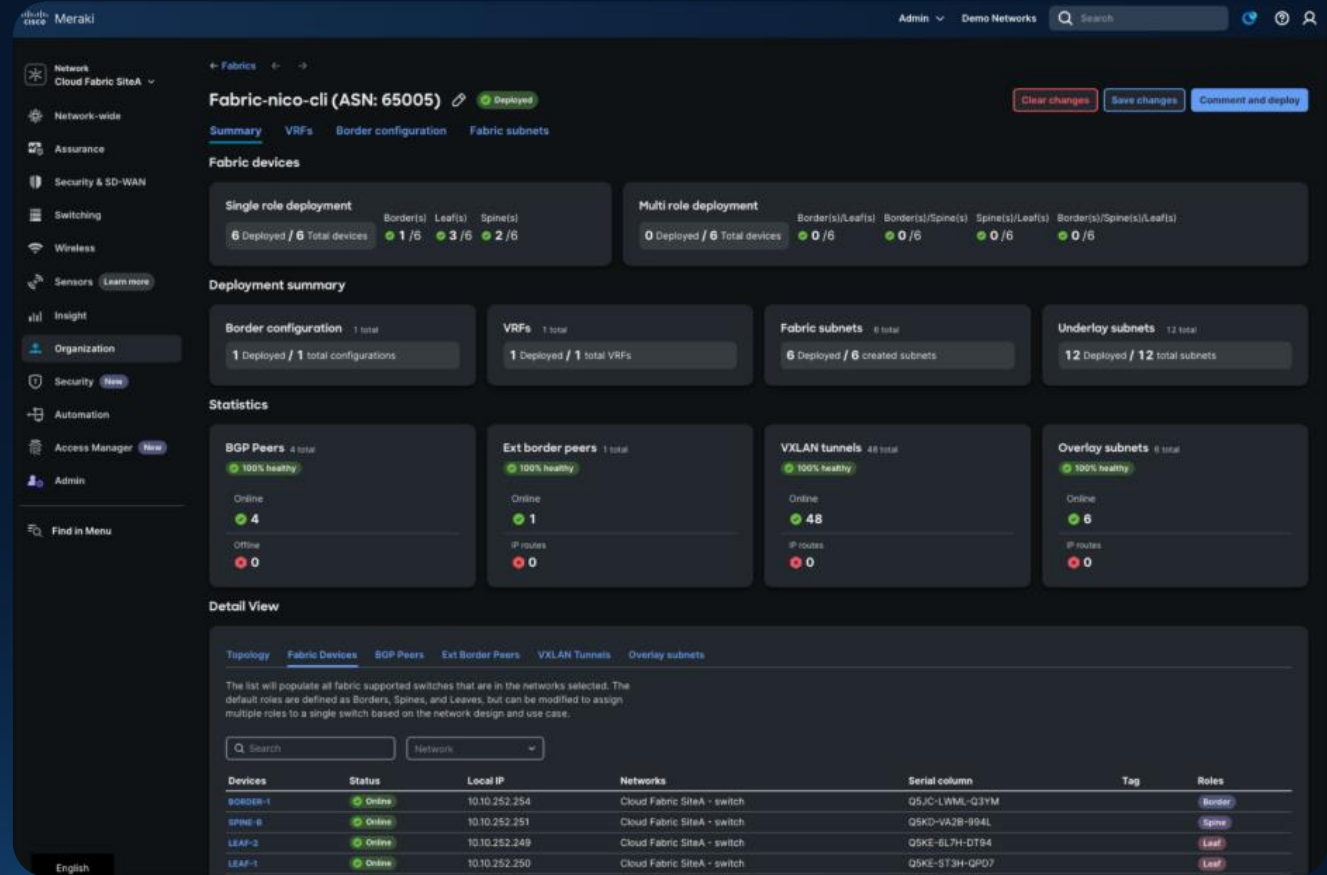 CISCO Meraki
Admin Demo Networks Search
Network
Cloud Fabric SiteA
Network-wide
Assurance
Security & SD-WAN
Switching
Wireless
Sensors Learn more
Insight
Organization
Security New
Automation
Access Manager New
Admin
Find in Menu
English
← Fabrics ← →
Fabric-nico-cli (ASN: 65005) Deployed
Clear changes Save changes Comment and deploy
Summary VRFs Border configuration Fabric subnets
Fabric devices
Single role deployment
Border(s) Leaf(s) Spine(s)
6 Deployed / 6 Total devices 1 /6 3 /6 2 /6
Multi role deployment
Border(s)/Leaf(s) Border(s)/Spine(s) Spine(s)/Leaf(s) Border(s)/Spine(s)/Leaf(s)
0 Deployed / 6 Total devices 0 /6 0 /6 0 /6 0 /6
Deployment summary
Border configuration 1 total
1 Deployed / 1 total configurations
VRFs 1 total
1 Deployed / 1 total VRFs
Fabric subnets 6 total
6 Deployed / 6 created subnets
Underlay subnets 12 total
12 Deployed / 12 total subnets
Statistics
BGP Peers 4 total
100% healthy
Online
4
Offline
0
Ext border peers 1 total
100% healthy
Online
1
IP routes
0
VXLAN tunnels 48 total
100% healthy
Online
48
IP routes
0
Overlay subnets 6 total
100% healthy
Online
6
IP routes
0
Detail View
Topology Fabric Devices BGP Peers Ext Border Peers VXLAN Tunnels Overlay subnets
The list will populate all fabric supported switches that are in the networks selected. The
default roles are defined as Borders, Spines, and Leaves, but can be modified to assign
multiple roles to a single switch based on the network design and use case.
Search Network
Devices Status Local IP Networks Serial column Tag Roles
BORDER-1 Online 10.10.252.254 Cloud Fabric SiteA - switch Q5JC-LWML-Q3YM Border
SPINE-B Online 10.10.252.251 Cloud Fabric SiteA - switch Q5KD-VA2B-994L Spine
LEAF-2 Online 10.10.252.249 Cloud Fabric SiteA - switch Q5KE-6L7H-DT94 Leaf
LEAF-1 Online 10.10.252.250 Cloud Fabric SiteA - switch Q5KE-ST3H-QPD7 Leaf